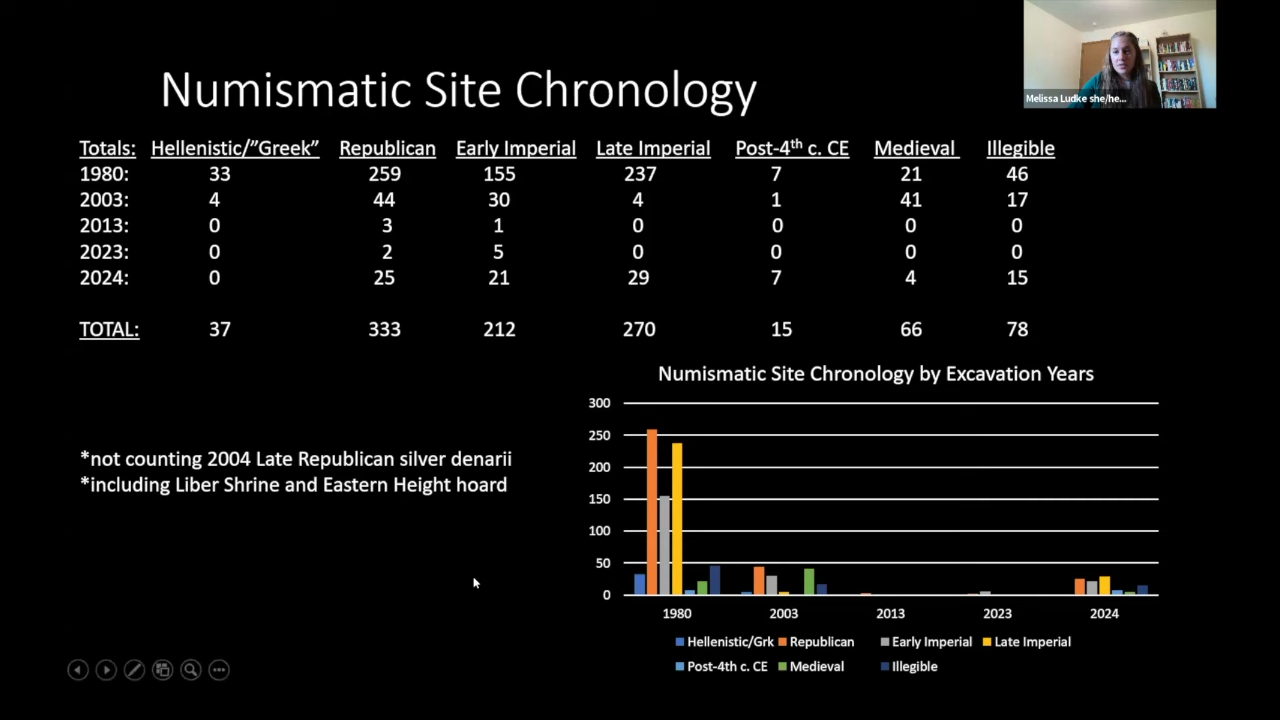 Numismatic Site Chronology
Melissa Ludke she/he...
Totals: Hellenistic/”Greek” Republican Early Imperial Late Imperial Post-4th c. CE Medieval Illegible
1980: 33 259 155 237 7 21 46
2003: 4 44 30 4 1 41 17
2013: 0 3 1 0 0 0 0
2023: 0 2 5 0 0 0 0
2024: 0 25 21 29 7 4 15
TOTAL: 37 333 212 270 15 66 78
*not counting 2004 Late Republican silver denarii
*including Liber Shrine and Eastern Height hoard
Numismatic Site Chronology by Excavation Years
300
250
200
150
100
50
0
1980 2003 2013 2023 2024
Hellenistic/Grk Republican Early Imperial Late Imperial
Post-4th c. CE Medieval Illegible